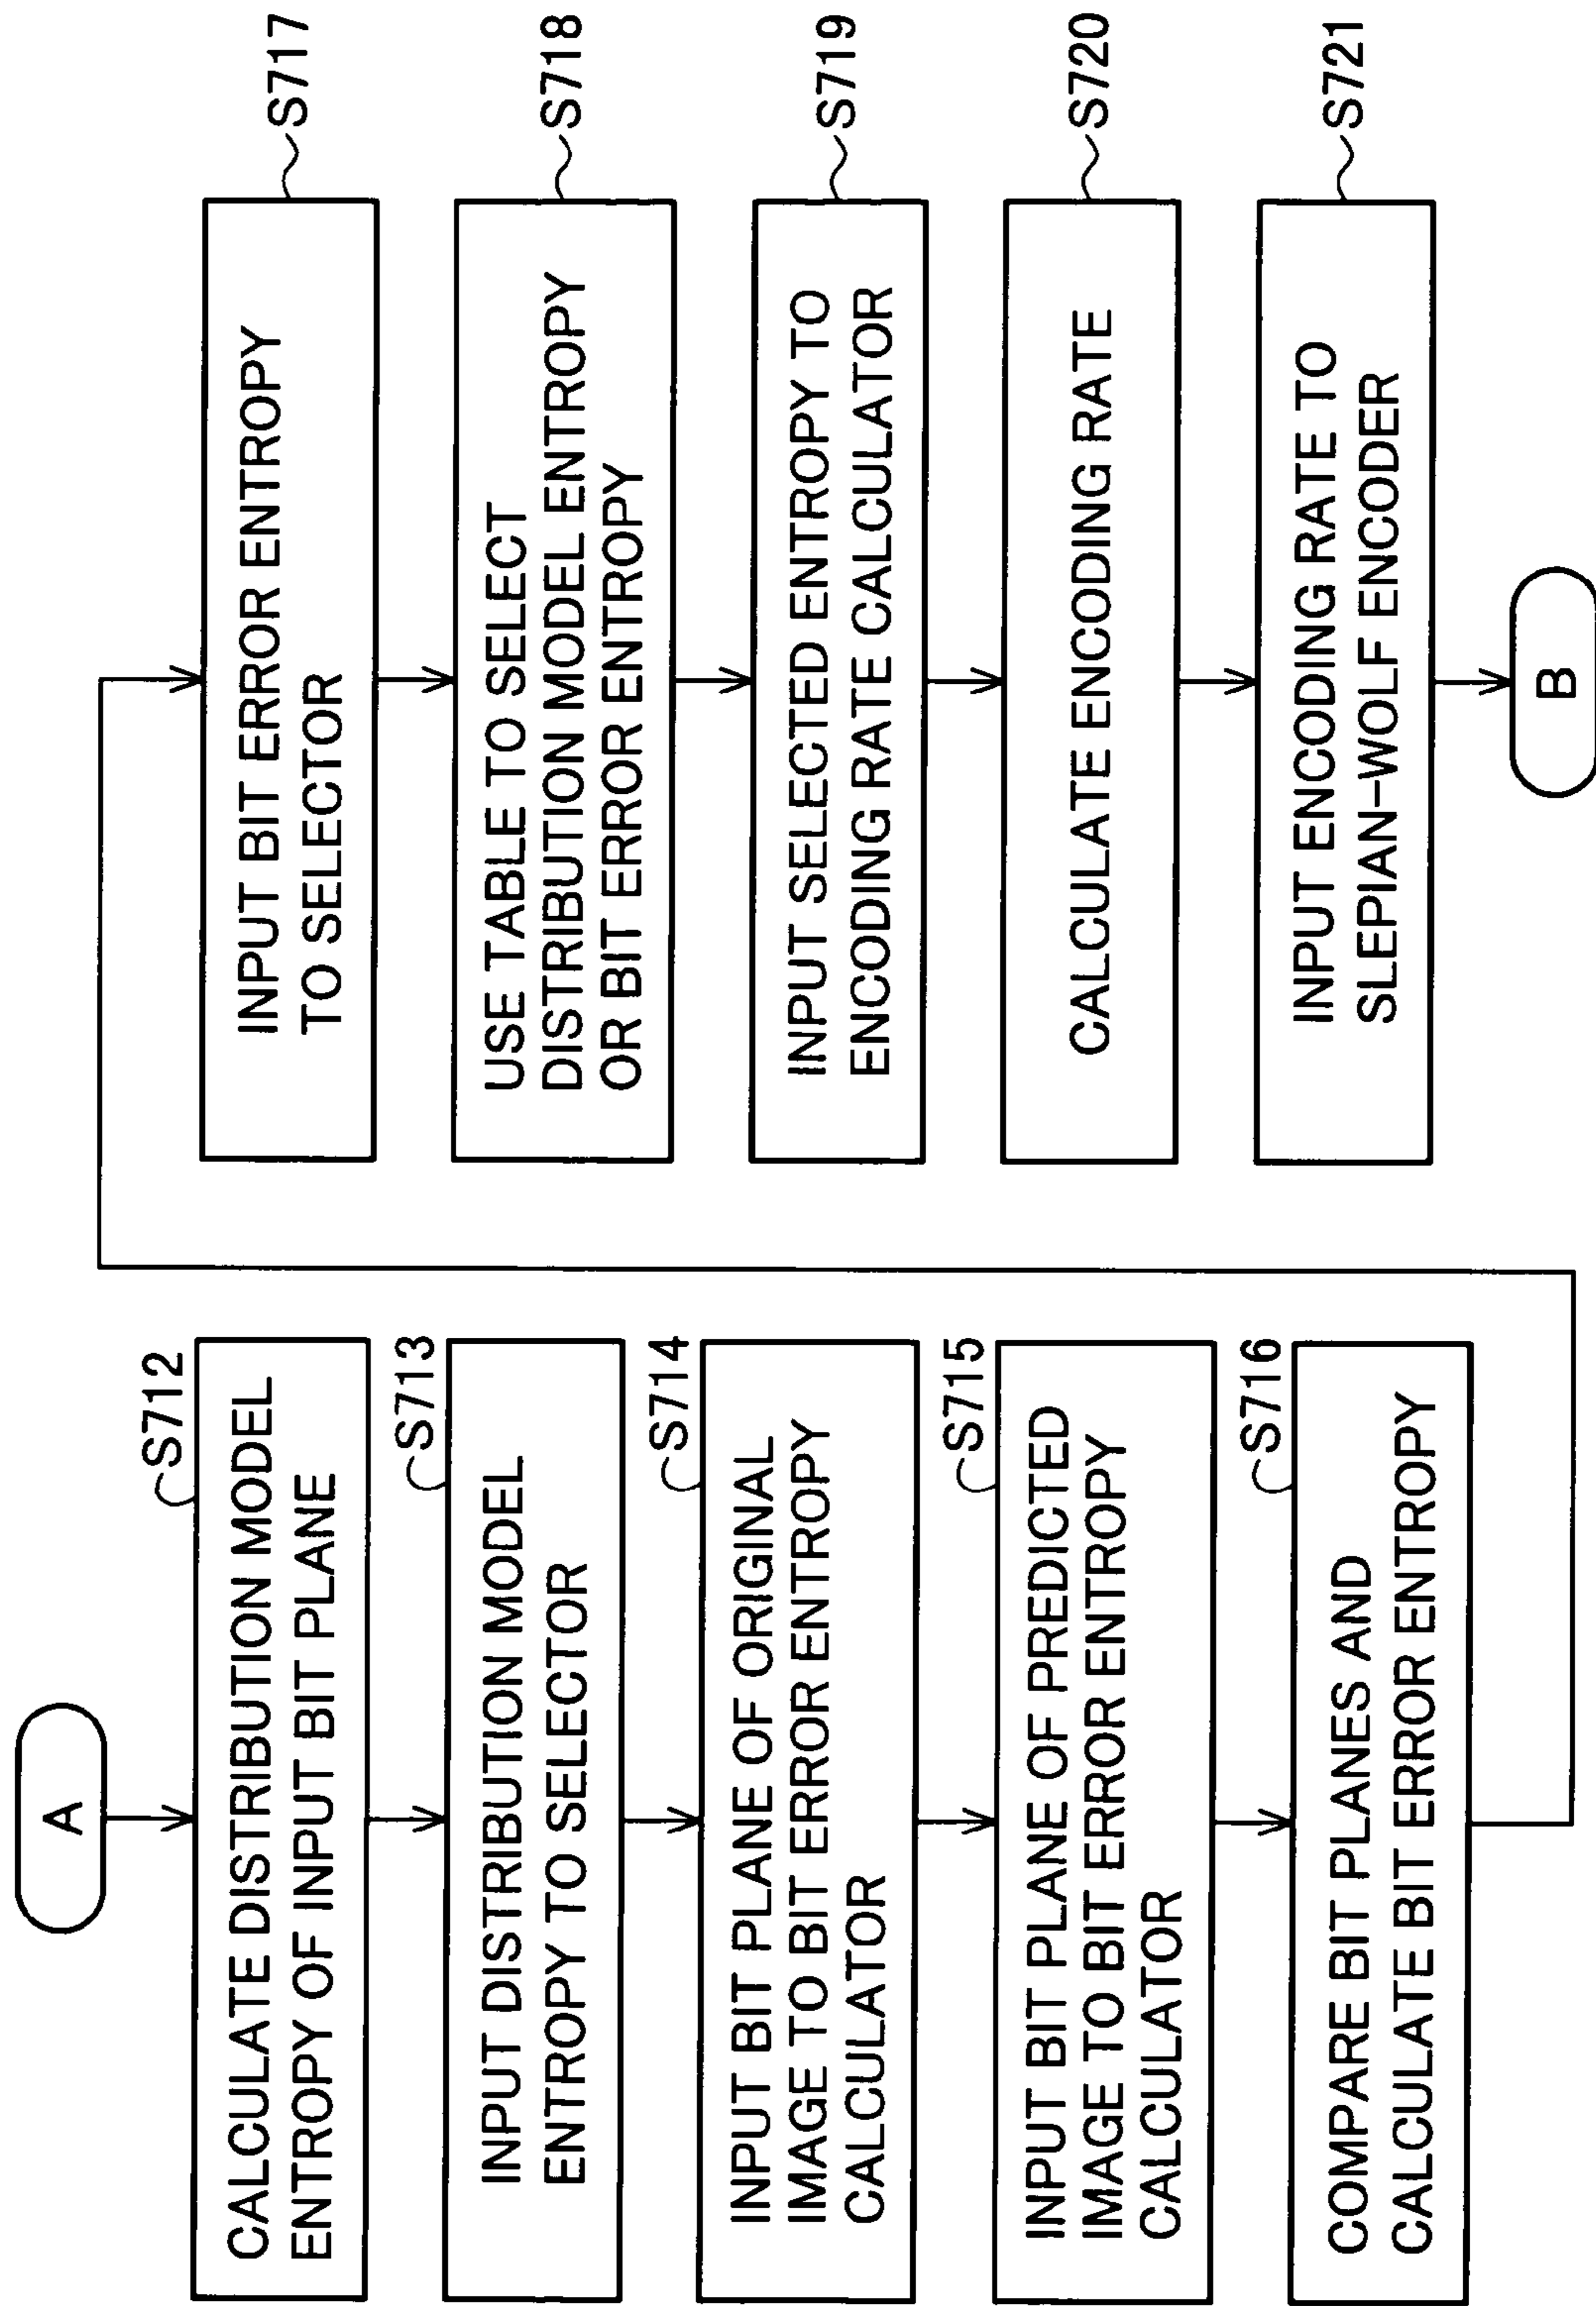 A
S712
CALCULATE DISTRIBUTION MODEL
ENTROPY OF INPUT BIT PLANE
S713
INPUT DISTRIBUTION MODEL
ENTROPY TO SELECTOR
S714
INPUT BIT PLANE OF ORIGINAL
IMAGE TO BIT ERROR ENTROPY
CALCULATOR
S715
INPUT BIT PLANE OF PREDICTED
IMAGE TO BIT ERROR ENTROPY
CALCULATOR
S716
COMPARE BIT PLANES AND
CALCULATE BIT ERROR ENTROPY
S717
INPUT BIT ERROR ENTROPY
TO SELECTOR
S718
USE TABLE TO SELECT
DISTRIBUTION MODEL ENTROPY
OR BIT ERROR ENTROPY
S719
INPUT SELECTED ENTROPY TO
ENCODING RATE CALCULATOR
S720
CALCULATE ENCODING RATE
S721
INPUT ENCODING RATE TO
SLEPIAN-WOLF ENCODER
B